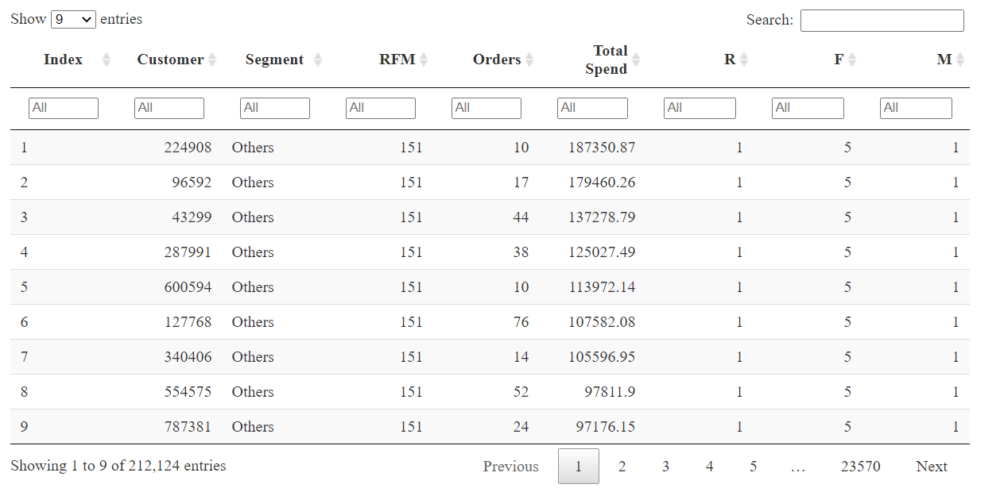 Show 9 entries Search:
Index Customer Segment RFM Orders Total Spend R F M
All All All All All All All All All
1 224908 Others 151 10 187350.87 1 5 1
2 96592 Others 151 17 179460.26 1 5 1
3 43299 Others 151 44 137278.79 1 5 1
4 287991 Others 151 38 125027.49 1 5 1
5 600594 Others 151 10 113972.14 1 5 1
6 127768 Others 151 76 107582.08 1 5 1
7 340406 Others 151 14 105596.95 1 5 1
8 554575 Others 151 52 97811.9 1 5 1
9 787381 Others 151 24 97176.15 1 5 1
Showing 1 to 9 of 212,124 entries Previous 1 2 3 4 5 … 23570 Next